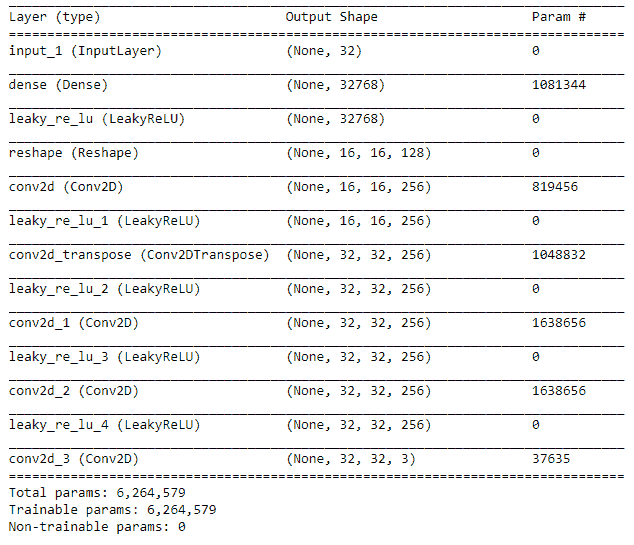 Layer (type) Output Shape Param #
=================================================================
input_1 (InputLayer) (None, 32) 0
dense (Dense) (None, 32768) 1081344
leaky_re_lu (LeakyReLU) (None, 32768) 0
reshape (Reshape) (None, 16, 16, 128) 0
conv2d (Conv2D) (None, 16, 16, 256) 819456
leaky_re_lu_1 (LeakyReLU) (None, 16, 16, 256) 0
conv2d_transpose (Conv2DTranspose) (None, 32, 32, 256) 1048832
leaky_re_lu_2 (LeakyReLU) (None, 32, 32, 256) 0
conv2d_1 (Conv2D) (None, 32, 32, 256) 1638656
leaky_re_lu_3 (LeakyReLU) (None, 32, 32, 256) 0
conv2d_2 (Conv2D) (None, 32, 32, 256) 1638656
leaky_re_lu_4 (LeakyReLU) (None, 32, 32, 256) 0
conv2d_3 (Conv2D) (None, 32, 32, 3) 37635
=================================================================
Total params: 6,264,579
Trainable params: 6,264,579
Non-trainable params: 0